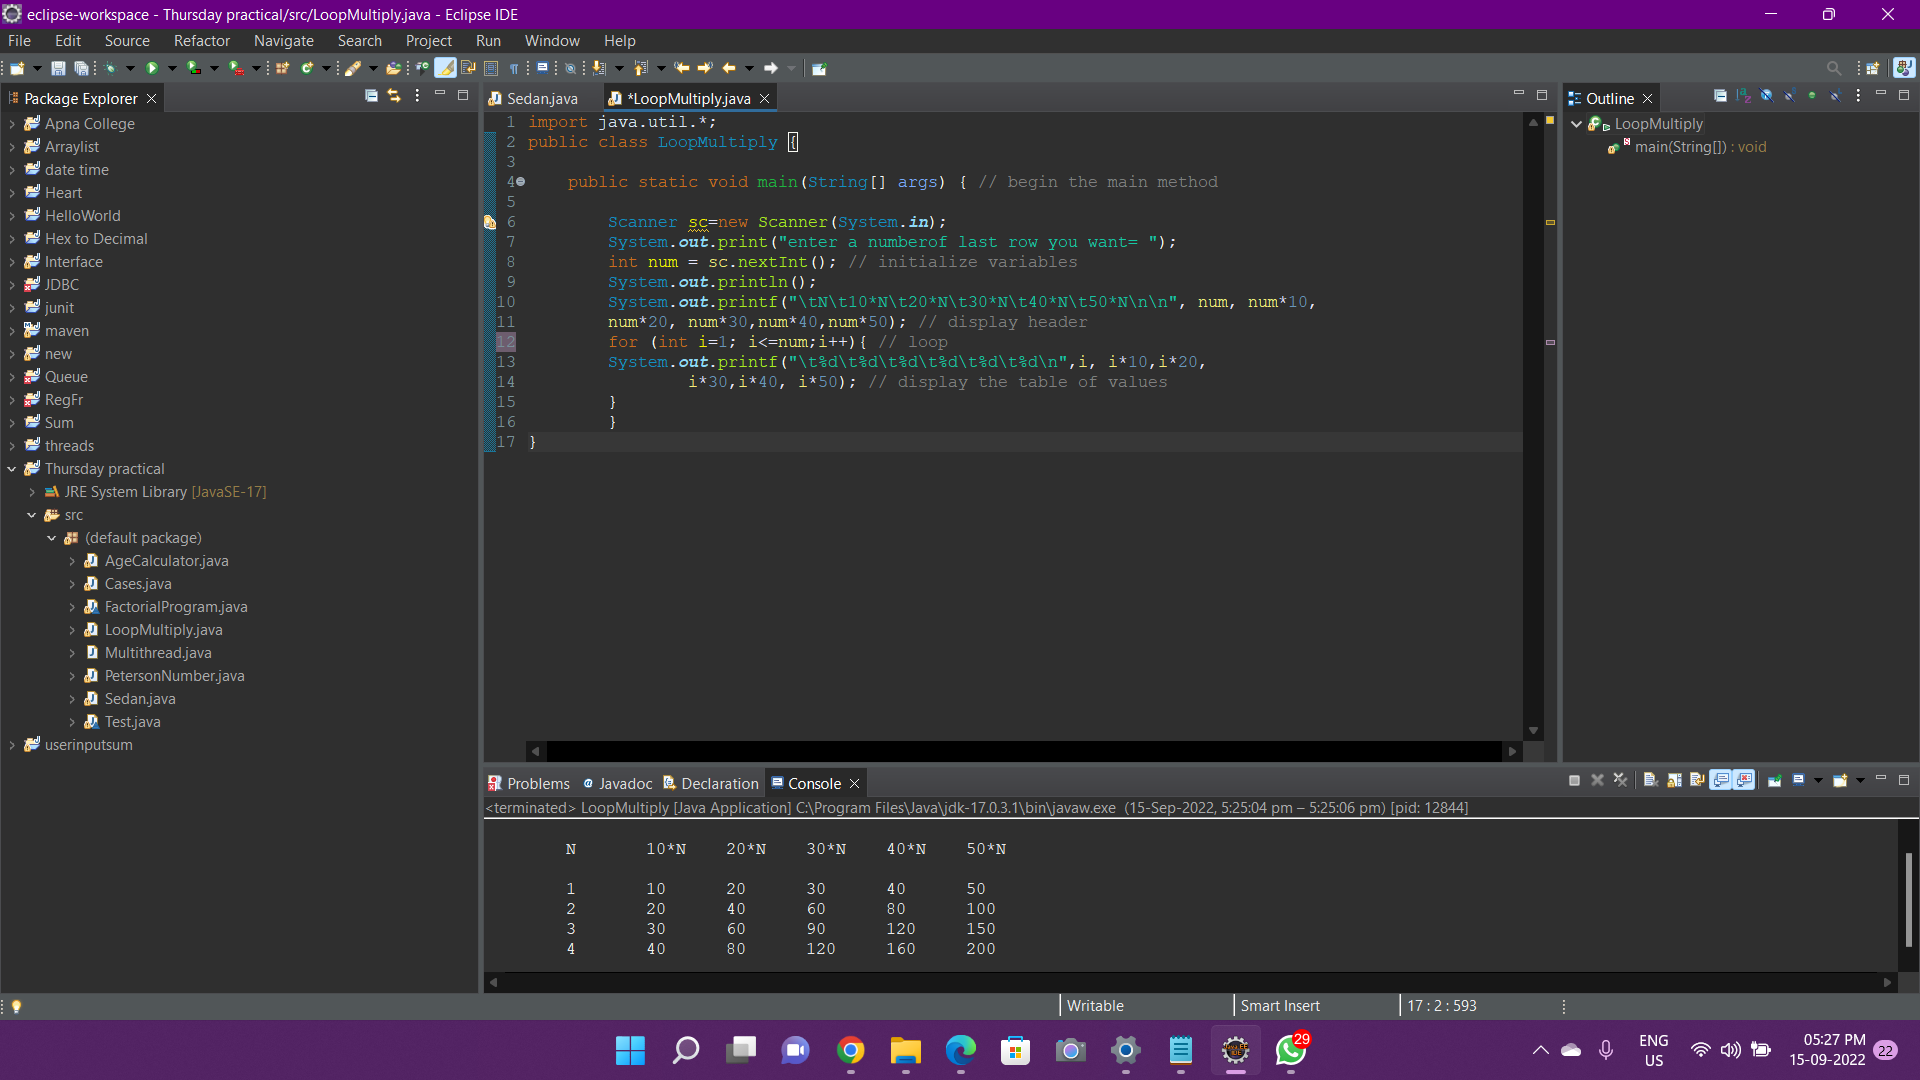 eclipse-workspace - Thursday practical/src/LoopMultiply.java - Eclipse IDE
File Edit Source Refactor Navigate Search Project Run Window Help
Package Explorer
Apna College
Arraylist
date time
Heart
HelloWorld
Hex to Decimal
Interface
JDBC
junit
maven
new
Queue
RegFr
Sum
threads
Thursday practical
JRE System Library [JavaSE-17]
src
(default package)
AgeCalculator.java
Cases.java
FactorialProgram.java
LoopMultiply.java
Multithread.java
PetersonNumber.java
Sedan.java
Test.java
userinputsum
Sedan.java *LoopMultiply.java
1 import java.util.*;
2 public class LoopMultiply {
3
4 public static void main(String[] args) { // begin the main method
5
6 Scanner sc=new Scanner(System.in);
7 System.out.print("enter a numberof last row you want= ");
8 int num = sc.nextInt(); // initialize variables
9 System.out.println();
10 System.out.printf("\tN\t10*N\t20*N\t30*N\t40*N\t50*N\n\n", num, num*10,
11 num*20, num*30,num*40,num*50); // display header
12 for (int i=1; i<=num;i++){ // loop
13 System.out.printf("\t%d\t%d\t%d\t%d\t%d\t%d\n",i, i*10,i*20,
14 i*30,i*40, i*50); // display the table of values
15 }
16 }
17 }
Outline
LoopMultiply
main(String[]) : void
Problems Javadoc Declaration Console
<terminated> LoopMultiply [Java Application] C:\Program Files\Java\jdk-17.0.3.1\bin\javaw.exe (15-Sep-2022, 5:25:04 pm – 5:25:06 pm) [pid: 12844]
N 10*N 20*N 30*N 40*N 50*N
1 10 20 30 40 50
2 20 40 60 80 100
3 30 60 90 120 150
4 40 80 120 160 200
Writable Smart Insert 17 : 2 : 593
29
ENG
US
05:27 PM
15-09-2022
22